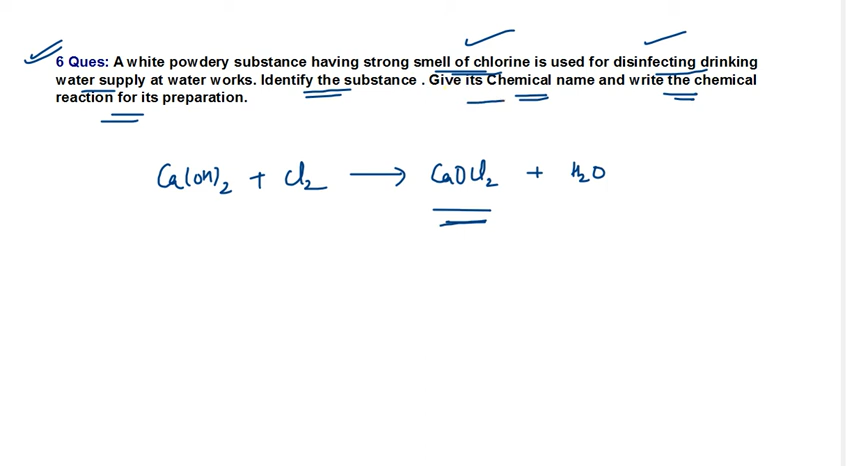 6 Ques: A white powdery substance having strong smell of chlorine is used for disinfecting drinking
water supply at water works. Identify the substance . Give its Chemical name and write the chemical
reaction for its preparation.
Ca(OH)₂ + Cl₂ ⟶ CaOCl₂ + H₂O